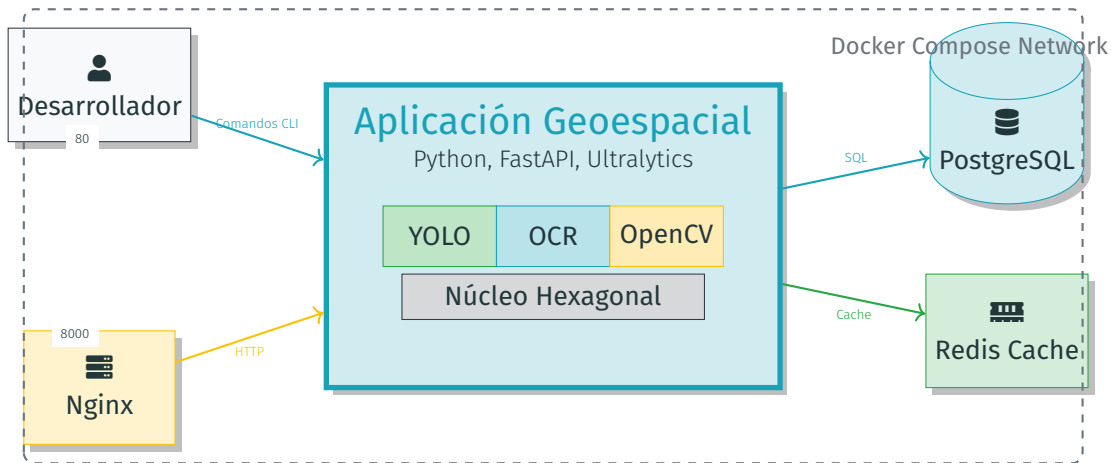 Docker Compose Network
Desarrollador
80
Comandos CLI
Aplicación Geoespacial
Python, FastAPI, Ultralytics
YOLO
OCR
OpenCV
Núcleo Hexagonal
SQL
PostgreSQL
8000
Nginx
HTTP
Cache
Redis Cache